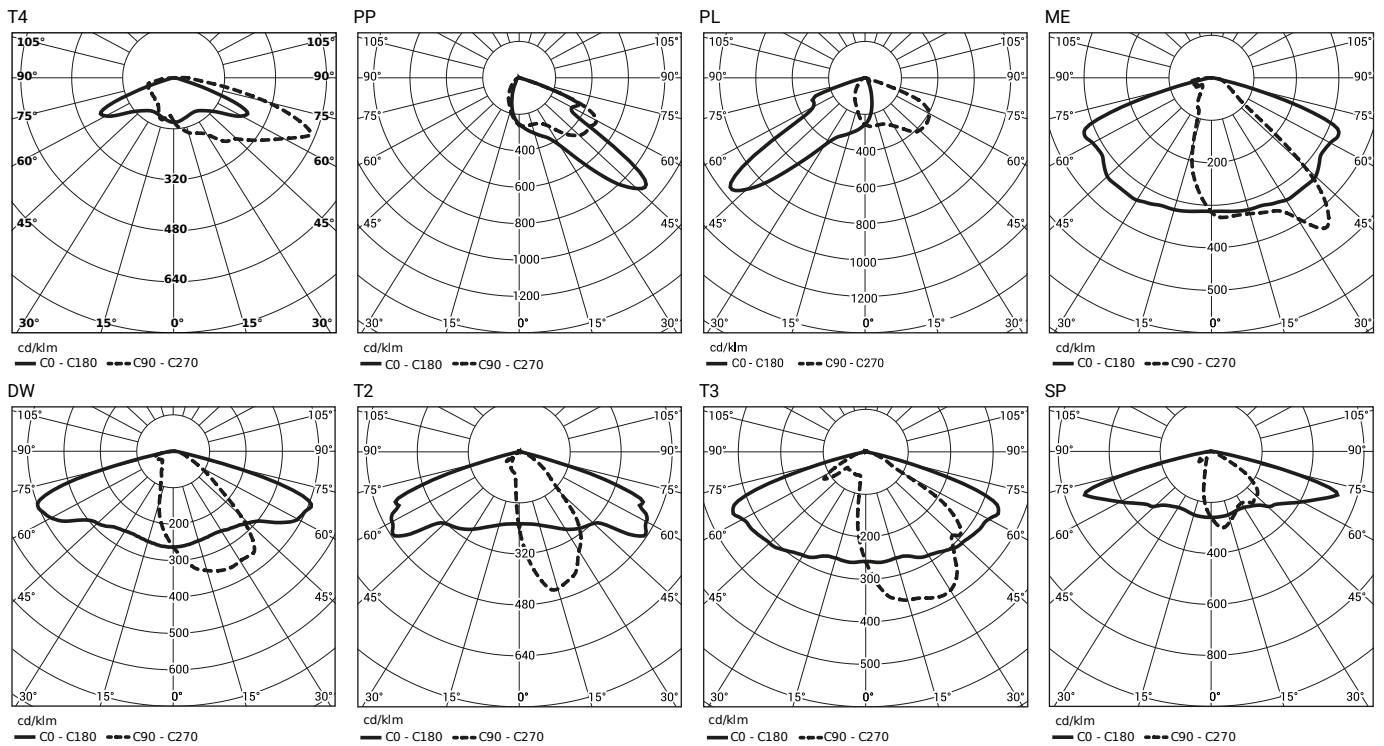 T4 PP PL ME
105° 105° 105° 105° 105° 105° 105° 105°
90° 90° 90° 90° 90° 90° 90° 90°
75° 75° 75° 75° 75° 75° 75° 75°
400 400 200
60° 60° 60° 60° 60° 60° 60° 60°
320 600 600
45° 45° 45° 45° 45° 45° 45° 45°
480 800 800 400
1000 1000
640 1200 1200 500
30° 15° 0° 15° 30° 30° 15° 0° 15° 30° 30° 15° 0° 15° 30° 30° 15° 0° 15° 30°
cd/klm cd/klm cd/klm cd/klm
C0 - C180 C90 - C270 C0 - C180 C90 - C270 C0 - C180 C90 - C270 C0 - C180 C90 - C270
DW T2 T3 SP
105° 105° 105° 105° 105° 105° 105° 105°
90° 90° 90° 90° 90° 90° 90° 90°
75° 75° 75° 75° 75° 75° 75° 75°
200 200
60° 60° 60° 60° 60° 60° 60° 60°
300 320 300 400
45° 45° 45° 45° 45° 45° 45° 45°
400 480 400 600
500 500
600 640 800
30° 15° 0° 15° 30° 30° 15° 0° 15° 30° 30° 15° 0° 15° 30° 30° 15° 0° 15° 30°
cd/klm cd/klm cd/klm cd/klm
C0 - C180 C90 - C270 C0 - C180 C90 - C270 C0 - C180 C90 - C270 C0 - C180 C90 - C270